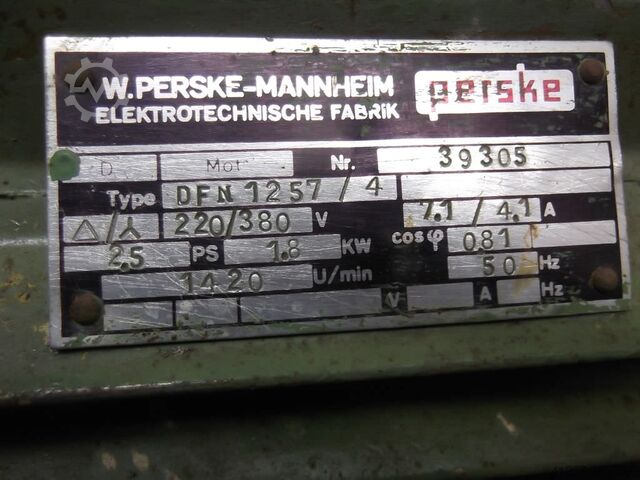 W.PERSKE-MANNHEIM perske
ELEKTROTECHNISCHE FABRIK
D Mot Nr. 39305
Type DFN 1257/4
△/⅄ 220/380 V 7.1/4.1 A
2.5 PS 1.8 KW cosφ 0.81
1420 U/min 50 Hz
V A Hz